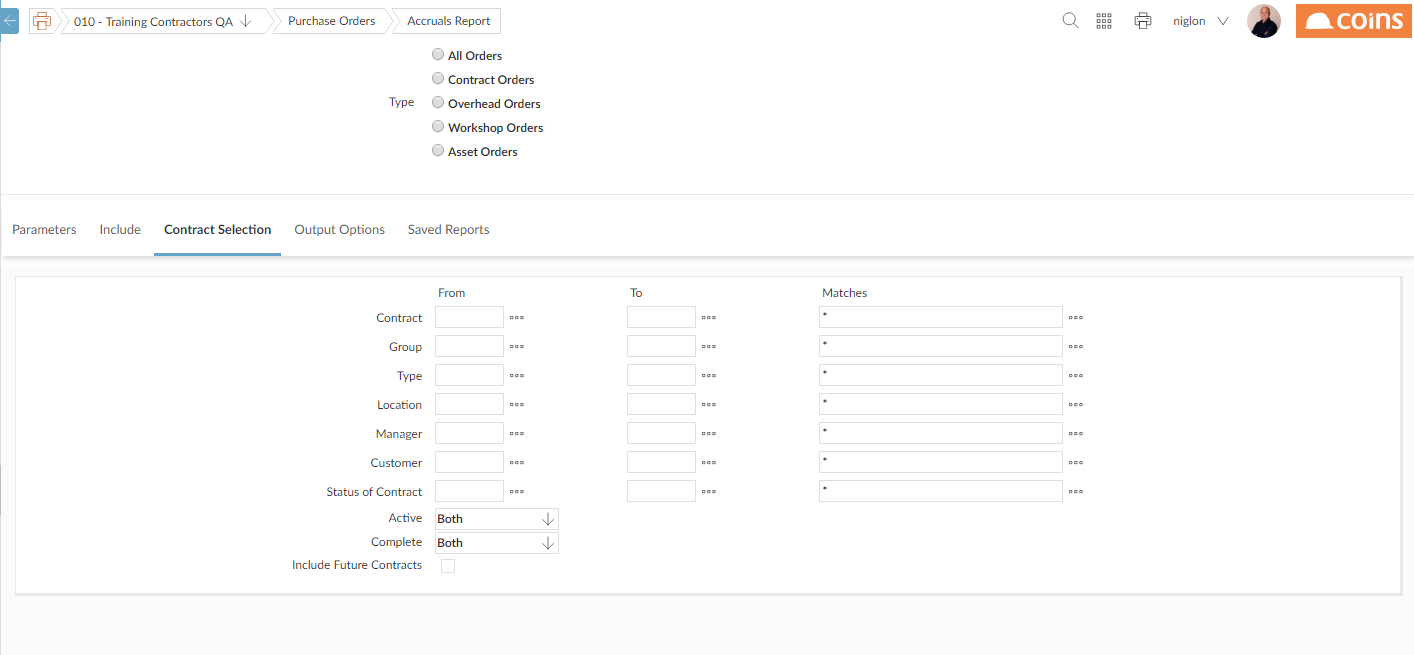 010 - Training Contractors QA Purchase Orders Accruals Report niglon coins
All Orders
Contract Orders
Type Overhead Orders
Workshop Orders
Asset Orders
Parameters Include Contract Selection Output Options Saved Reports
From To Matches
Contract *
Group *
Type *
Location *
Manager *
Customer *
Status of Contract *
Active Both
Complete Both
Include Future Contracts